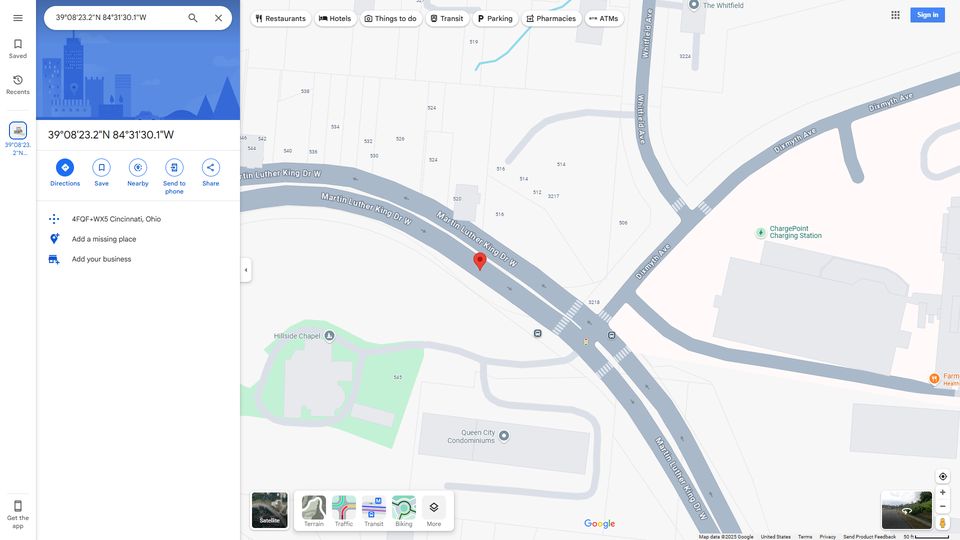 39°08'23.2"N 84°31'30.1"W
Saved
Recents
39°08'23.
2"N...
Get the
app
39°08'23.2"N 84°31'30.1"W
Directions
Save
Nearby
Send to
phone
Share
4FQF+WX5 Cincinnati, Ohio
Add a missing place
Add your business
Restaurants
Hotels
Things to do
Transit
Parking
Pharmacies
ATMs
Sign in
The Whitfield
Whitfield Ave
Whitfield Ave
3224
519
538
524
534
526
544
542
536
532
530
524
514
516
514
512
3217
520
516
506
Dixmyth Ave
Dixmyth Ave
Dixmyth Ave
ChargePoint
Charging Station
tin Luther King Dr W
Martin Luther King Dr W
Martin Luther King Dr W
3218
Hillside Chapel
545
Queen City
Condominiums
Farm
Health
Martin Luther King Dr W
Satellite
Terrain
Traffic
Transit
Biking
More
Google
Map data ©2025 Google
United States
Terms
Privacy
Send Product Feedback
50 ft